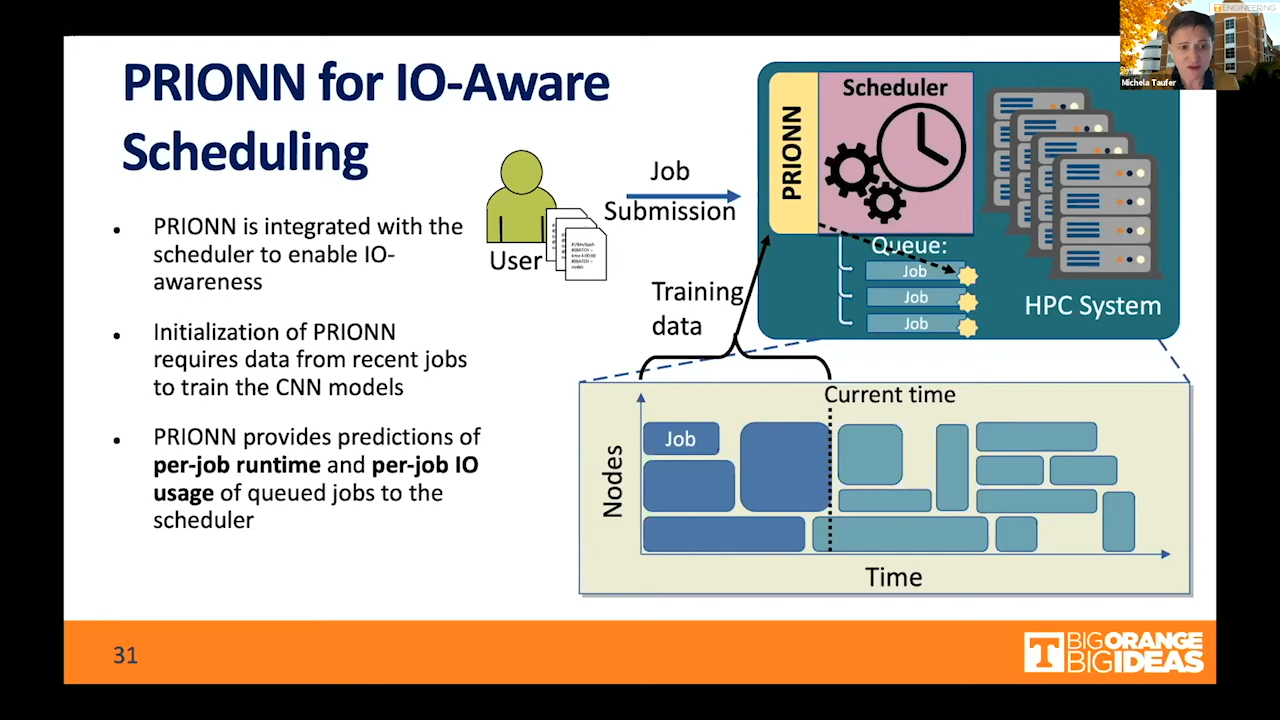 PRIONN for IO-Aware
Scheduling
• PRIONN is integrated with the
scheduler to enable IO-
awareness
• Initialization of PRIONN
requires data from recent jobs
to train the CNN models
• PRIONN provides predictions of
per-job runtime and per-job IO
usage of queued jobs to the
scheduler
User
Job
Submission
PRIONN
Scheduler
Queue:
Job
Job
Job
HPC System
Training
data
Current time
Job
Nodes
Time
31
T BIG ORANGE
BIG IDEAS
T ENGINEERING
Michela Taufer